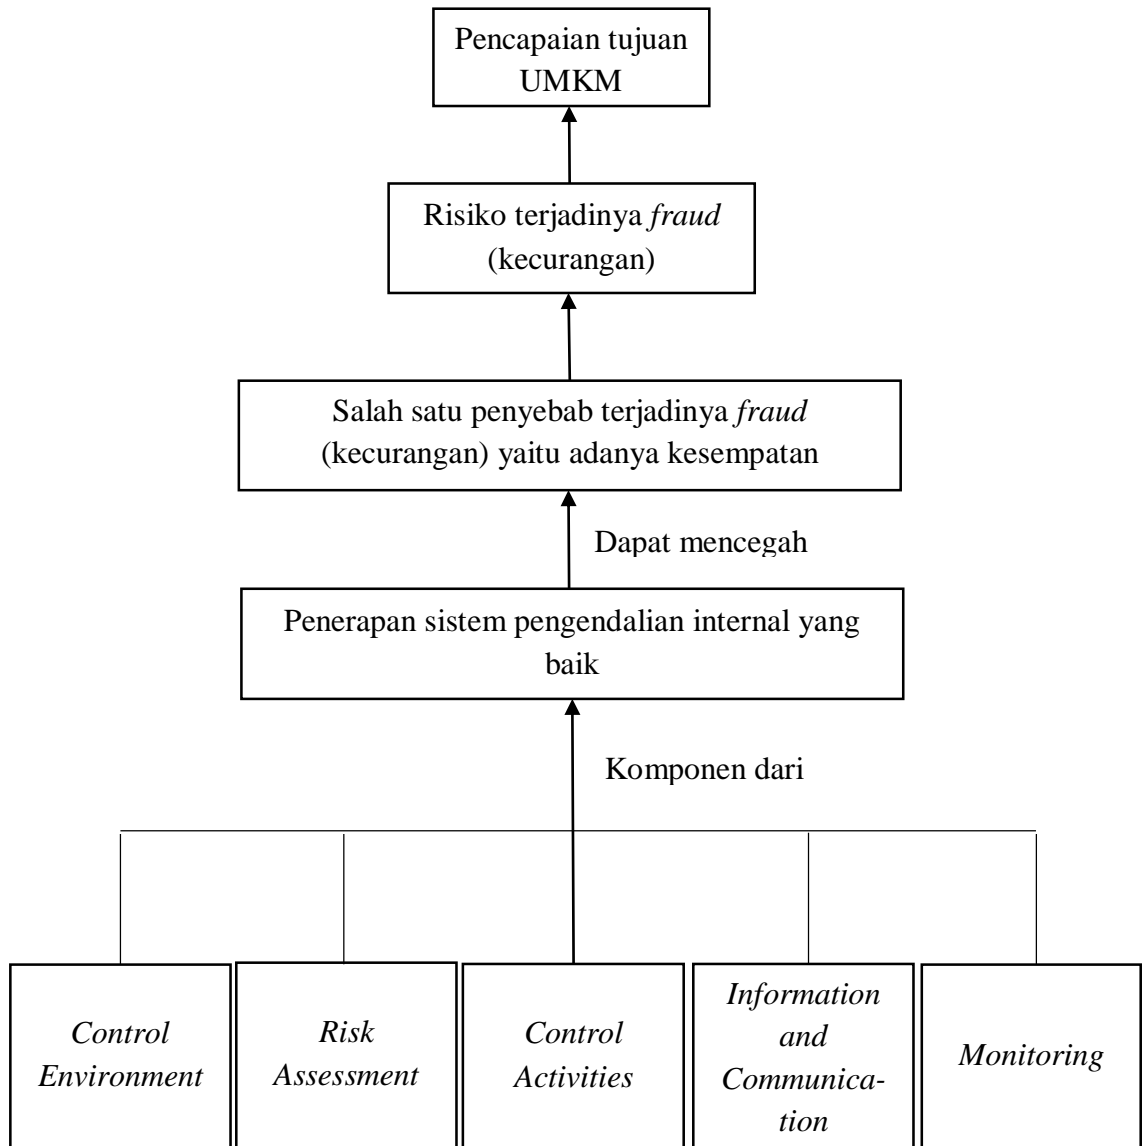 Pencapaian tujuan
UMKM
Risiko terjadinya fraud
(kecurangan)
Salah satu penyebab terjadinya fraud
(kecurangan) yaitu adanya kesempatan
Dapat mencegah
Penerapan sistem pengendalian internal yang
baik
Komponen dari
Control
Environment
Risk
Assessment
Control
Activities
Information
and
Communica-
tion
Monitoring